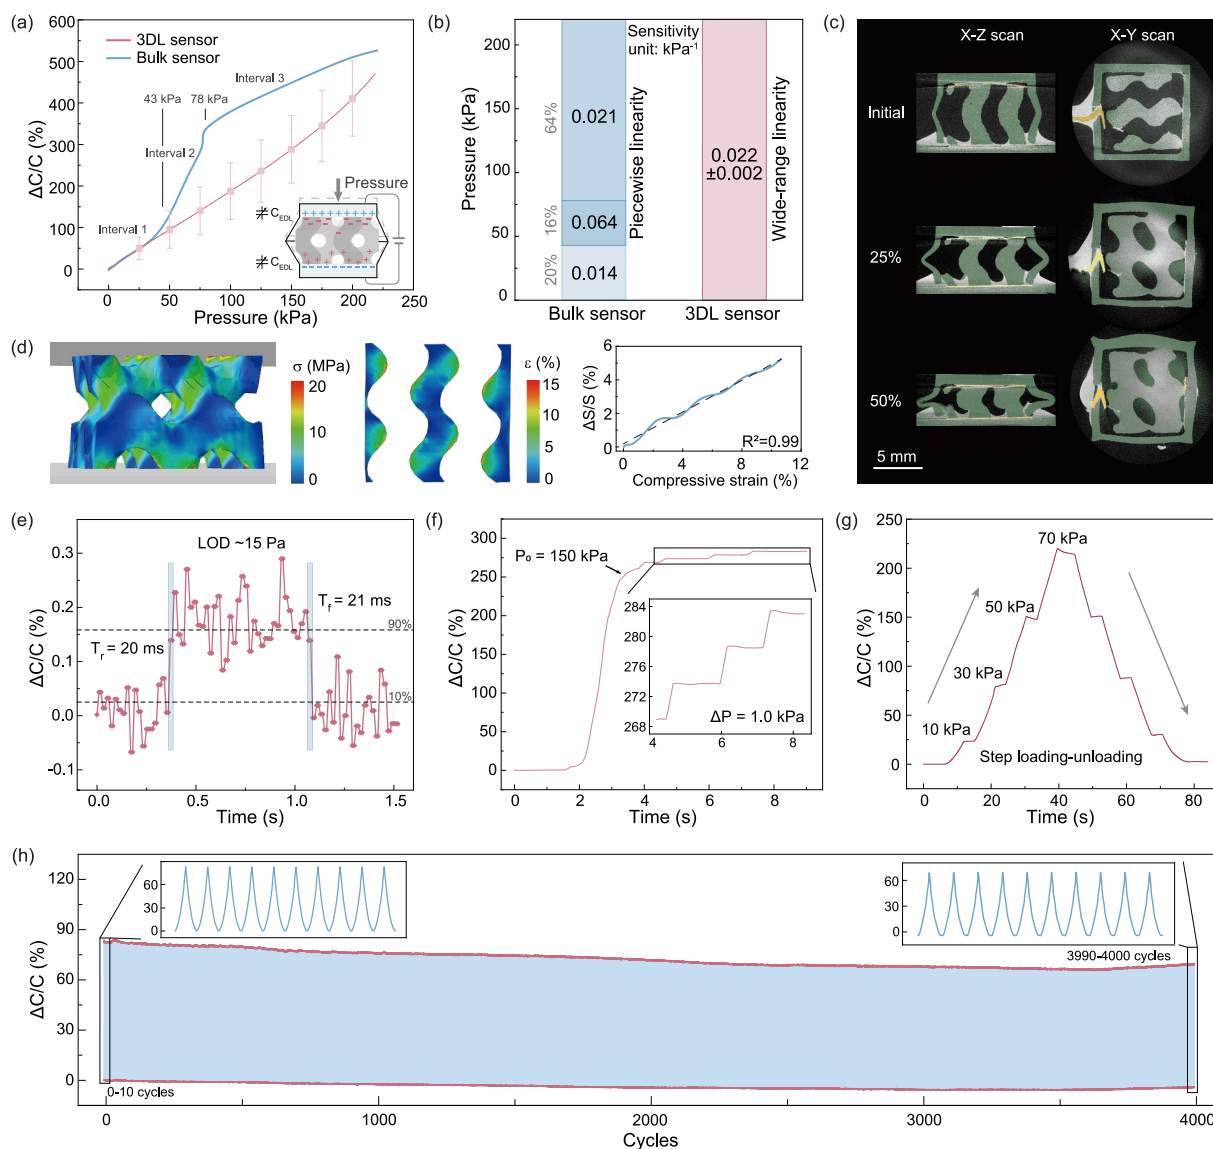 (a)
3DL sensor
Bulk sensor
Interval 3
43 kPa
78 kPa
Interval 2
Interval 1
Pressure
≠ C_EDL
≠ C_EDL
ΔC/C (%)
600
500
400
300
200
100
0
0 50 100 150 200 250
Pressure (kPa)
(b)
Sensitivity
unit: kPa⁻¹
Pressure (kPa)
200
150
100
50
0
64%
16%
20%
0.021
0.064
0.014
Piecewise linearity
0.022
±0.002
Wide-range linearity
Bulk sensor
3DL sensor
(c)
X-Z scan
X-Y scan
Initial
25%
50%
5 mm
(d)
σ (MPa)
20
10
0
ε (%)
15
10
5
0
ΔS/S (%)
6
4
2
0
R²=0.99
0 4 8 12
Compressive strain (%)
(e)
LOD ~15 Pa
T_r = 20 ms
T_f = 21 ms
90%
10%
ΔC/C (%)
0.3
0.2
0.1
0.0
-0.1
0.0 0.5 1.0 1.5
Time (s)
(f)
P₀ = 150 kPa
ΔC/C (%)
300
250
200
150
100
50
0
284
280
276
272
268
4 6 8
ΔP = 1.0 kPa
0 2 4 6 8
Time (s)
(g)
70 kPa
50 kPa
30 kPa
10 kPa
Step loading-unloading
ΔC/C (%)
250
200
150
100
50
0
0 20 40 60 80
Time (s)
(h)
ΔC/C (%)
120
90
60
30
0
60
30
0
60
30
0
3990-4000 cycles
0-10 cycles
0 1000 2000 3000 4000
Cycles